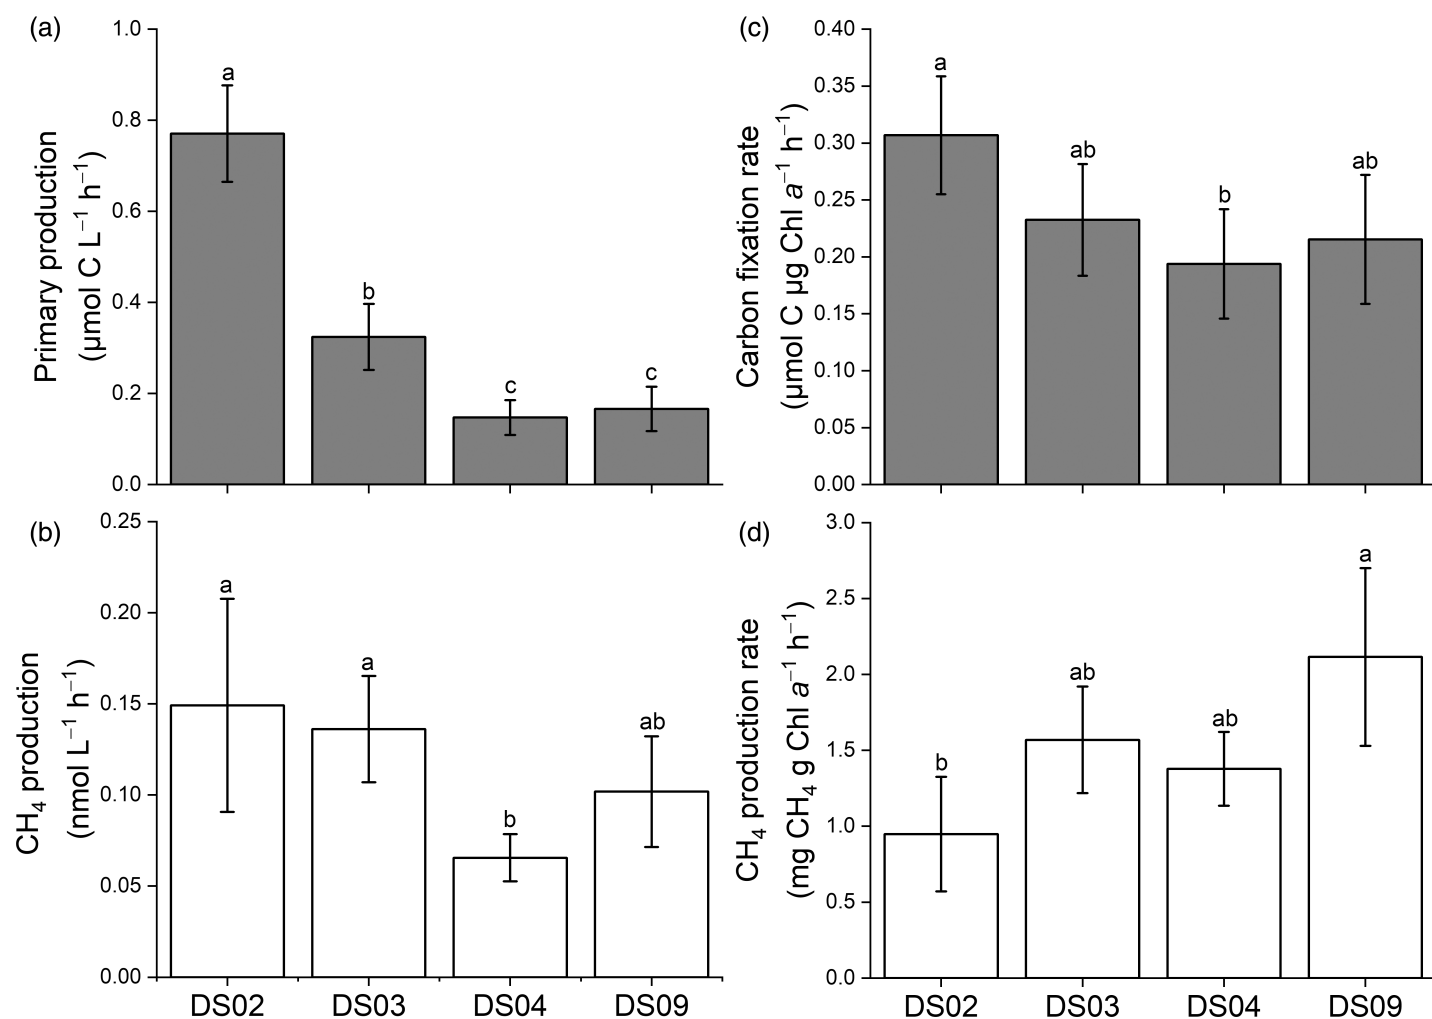 (a)
Primary production
(µmol C L⁻¹ h⁻¹)
1.0
0.8
0.6
0.4
0.2
0.0
a
b
c
c
(c)
Carbon fixation rate
(µmol C µg Chl a⁻¹ h⁻¹)
0.40
0.35
0.30
0.25
0.20
0.15
0.10
0.05
0.00
a
ab
b
ab
(b)
CH₄ production
(nmol L⁻¹ h⁻¹)
0.25
0.20
0.15
0.10
0.05
0.00
a
a
b
ab
DS02 DS03 DS04 DS09
(d)
CH₄ production rate
(mg CH₄ g Chl a⁻¹ h⁻¹)
3.0
2.5
2.0
1.5
1.0
0.5
0.0
b
ab
ab
a
DS02 DS03 DS04 DS09